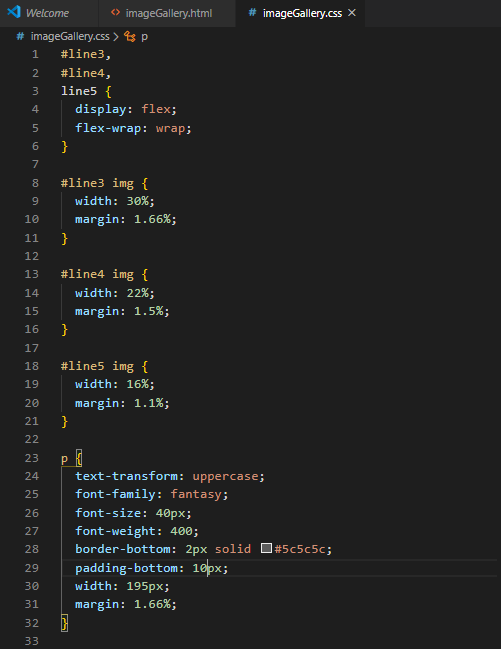 Welcome
imageGallery.html
# imageGallery.css ×
# imageGallery.css > p
1 #line3,
2 #line4,
3 line5 {
4 display: flex;
5 flex-wrap: wrap;
6 }
7
8 #line3 img {
9 width: 30%;
10 margin: 1.66%;
11 }
12
13 #line4 img {
14 width: 22%;
15 margin: 1.5%;
16 }
17
18 #line5 img {
19 width: 16%;
20 margin: 1.1%;
21 }
22
23 p {
24 text-transform: uppercase;
25 font-family: fantasy;
26 font-size: 40px;
27 font-weight: 400;
28 border-bottom: 2px solid #5c5c5c;
29 padding-bottom: 10px;
30 width: 195px;
31 margin: 1.66%;
32 }
33